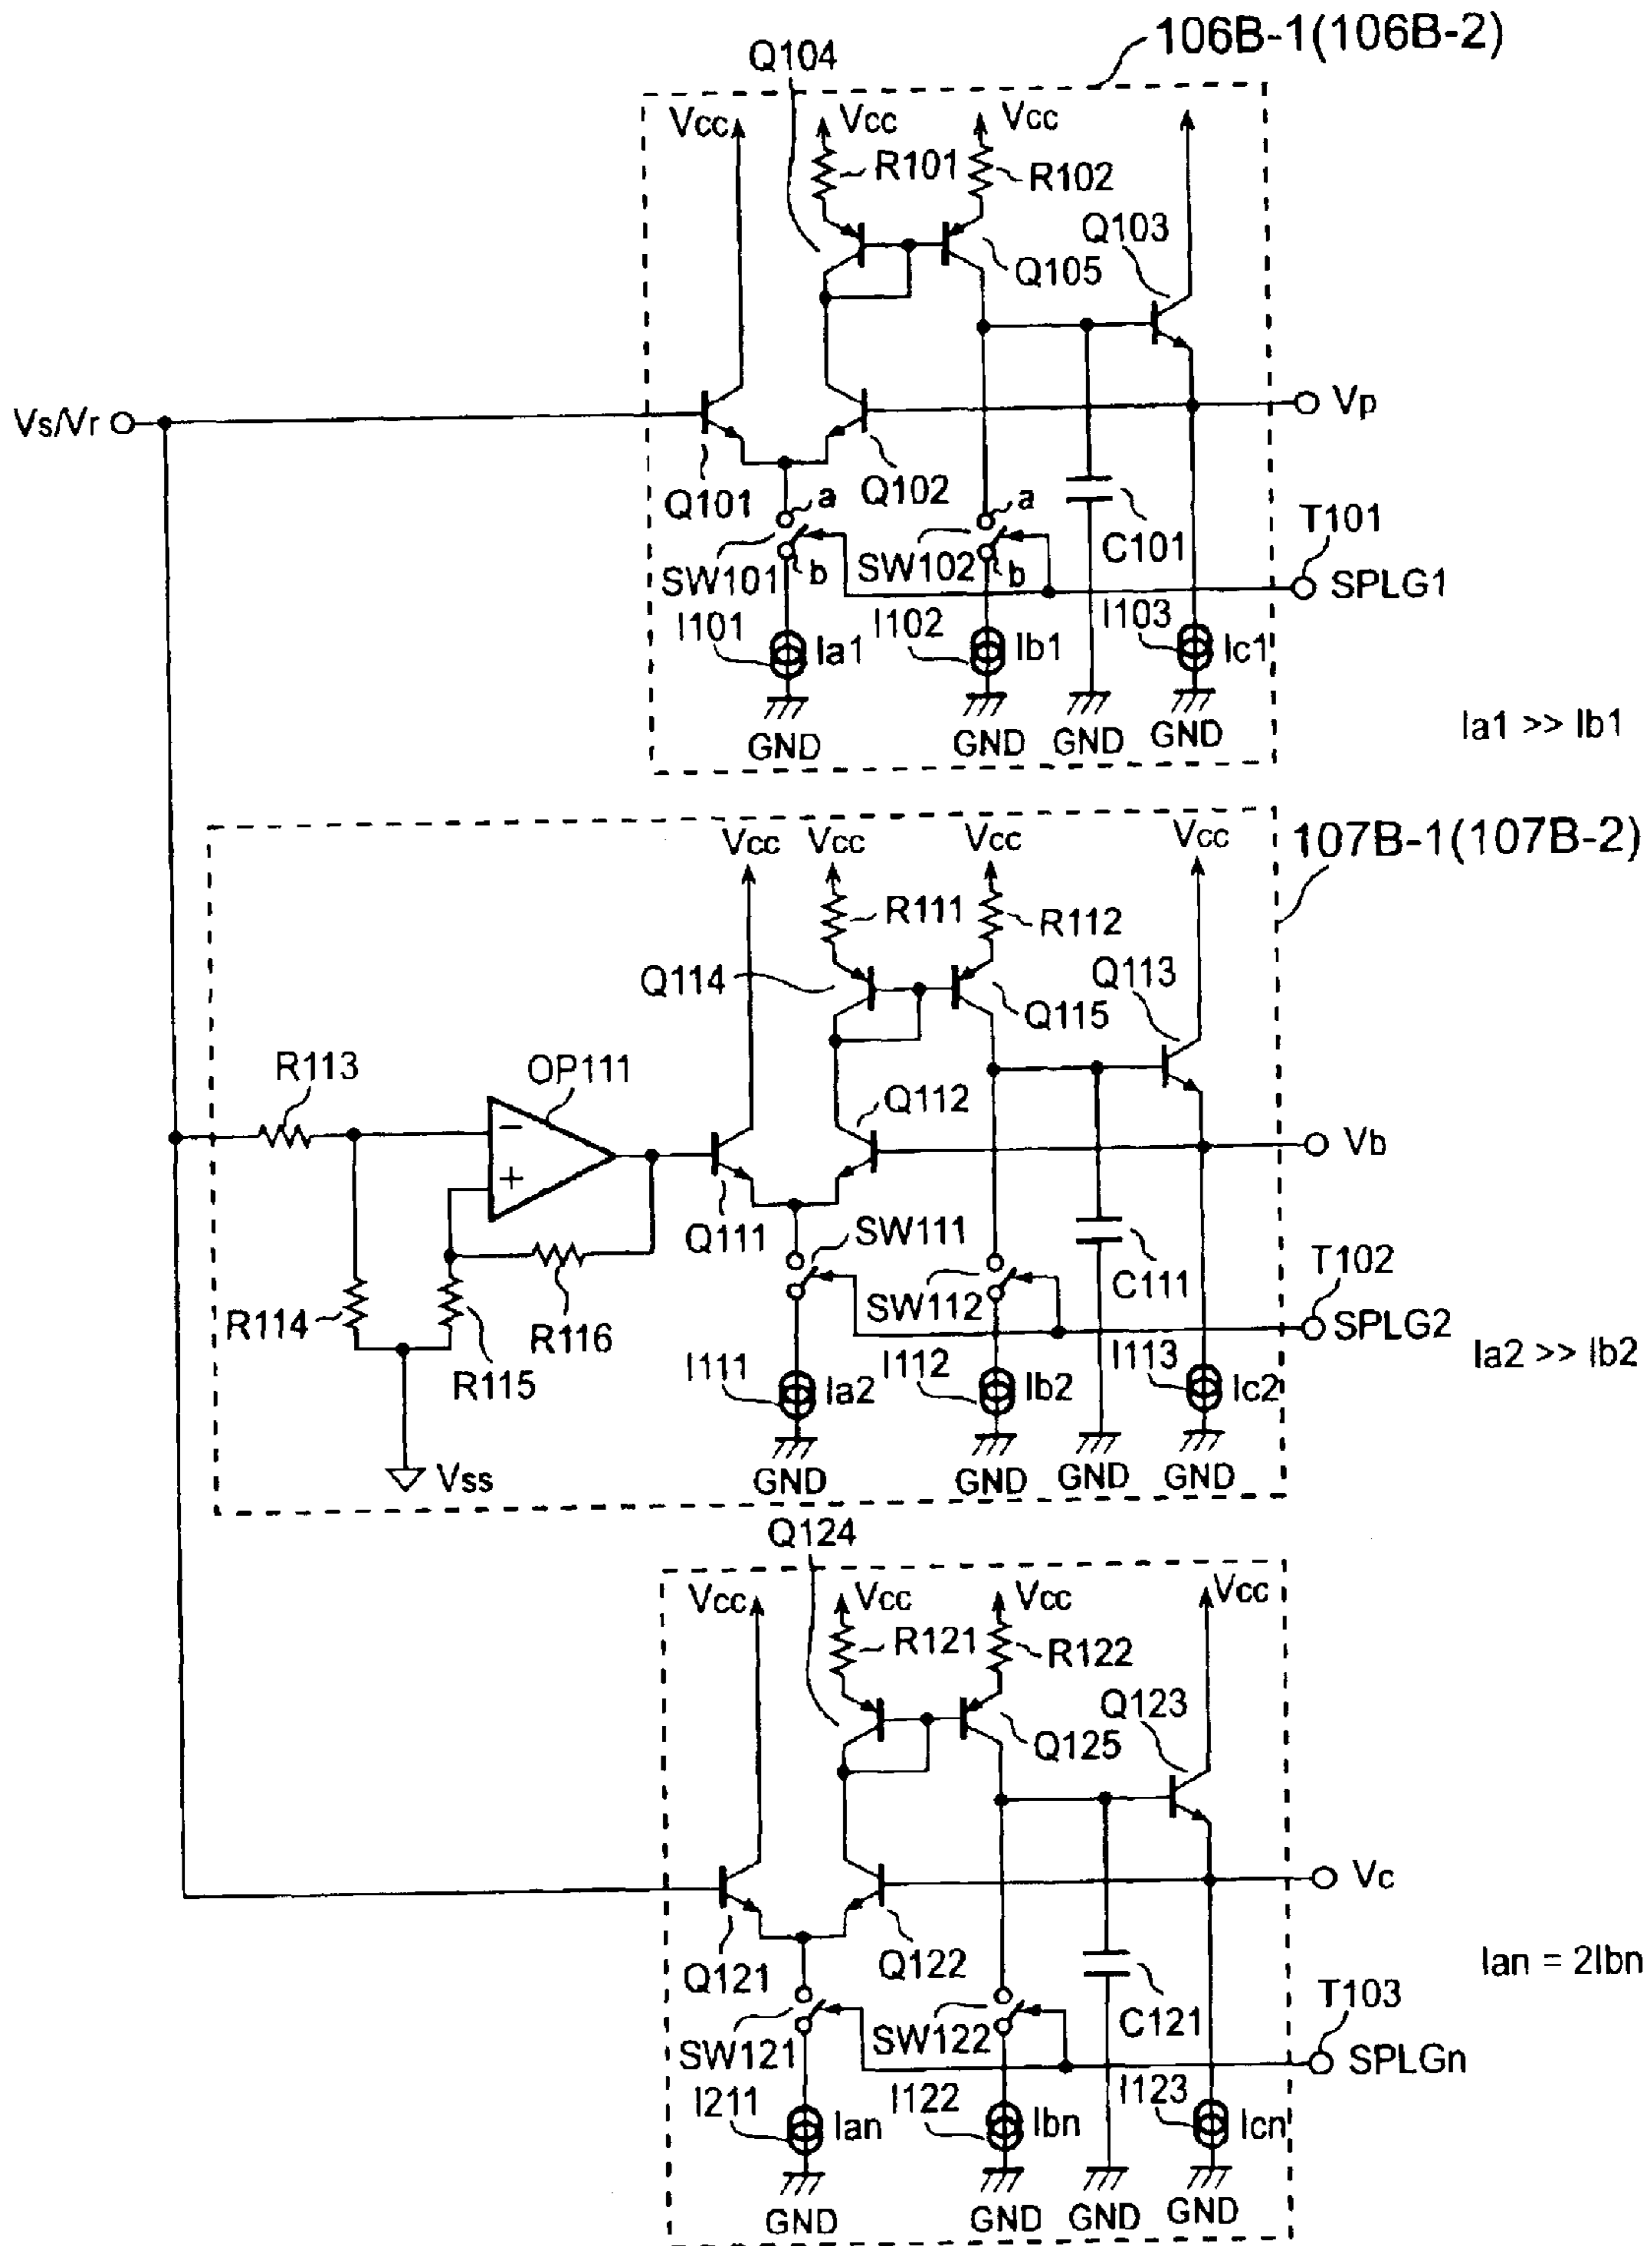 106B-1(106B-2)
Q104
Vcc
Vcc
Vcc
R101
R102
Q103
Q105
Vs/Vr
Vp
Q101
Q102
a
a
C101
T101
SW101
b
SW102
b
SPLG1
I101
Ia1
I102
Ib1
I103
Ic1
GND
GND
GND
GND
Ia1 >> Ib1
107B-1(107B-2)
Vcc
Vcc
Vcc
Vcc
R111
R112
Q114
Q113
Q115
R113
OP111
Q112
−
+
Vb
Q111
SW111
C111
T102
R114
R116
SW112
SPLG2
R115
I111
Ia2
I112
Ib2
I113
Ic2
Ia2 >> Ib2
Vss
GND
GND
GND
GND
Q124
Vcc
Vcc
Vcc
Vcc
R121
R122
Q123
Q125
Vc
Q121
Q122
Ian = 2Ibn
C121
T103
SW121
SW122
SPLGn
I211
Ian
I122
Ibn
I123
Icn
GND
GND
GND
GND